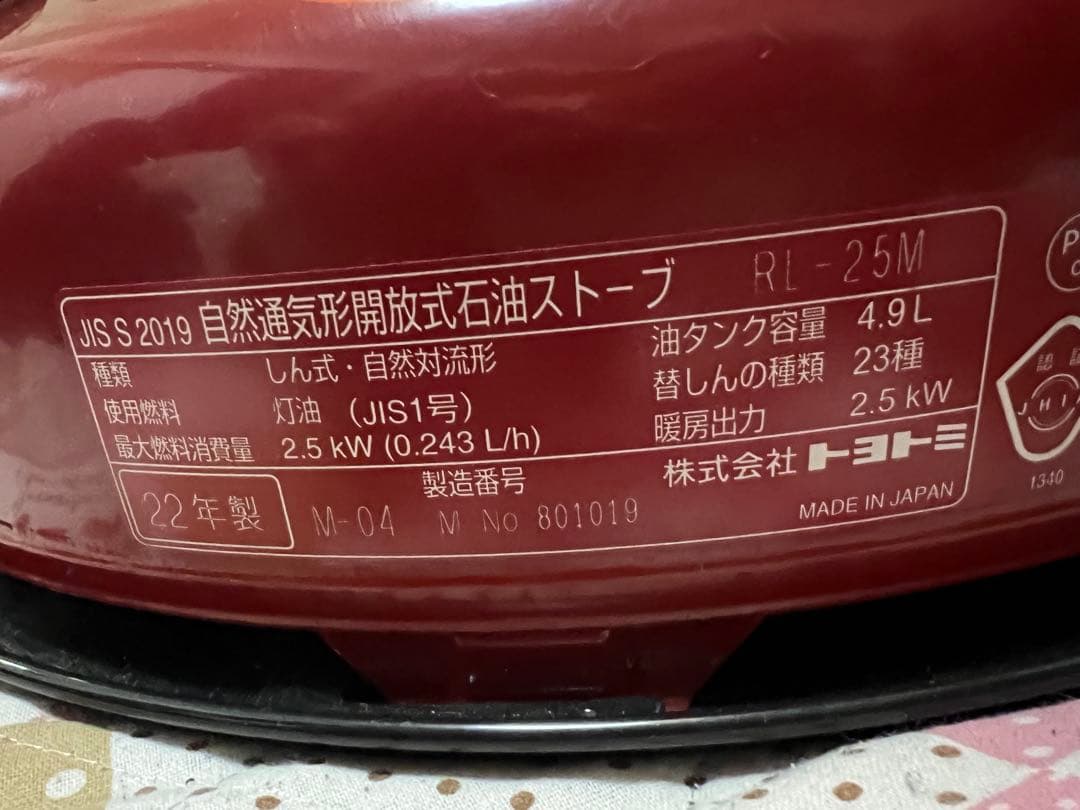 JIS S 2019 自然通気形開放式石油ストーブ RL-25M
種類 しん式・自然対流形
使用燃料 灯油 (JIS1号)
最大燃料消費量 2.5 kW (0.243 L/h)
油タンク容量 4.9 L
替しんの種類 23種
暖房出力 2.5 kW
22年製
製造番号
M-04 M No 801019
株式会社トヨトミ
MADE IN JAPAN
JHI
1340